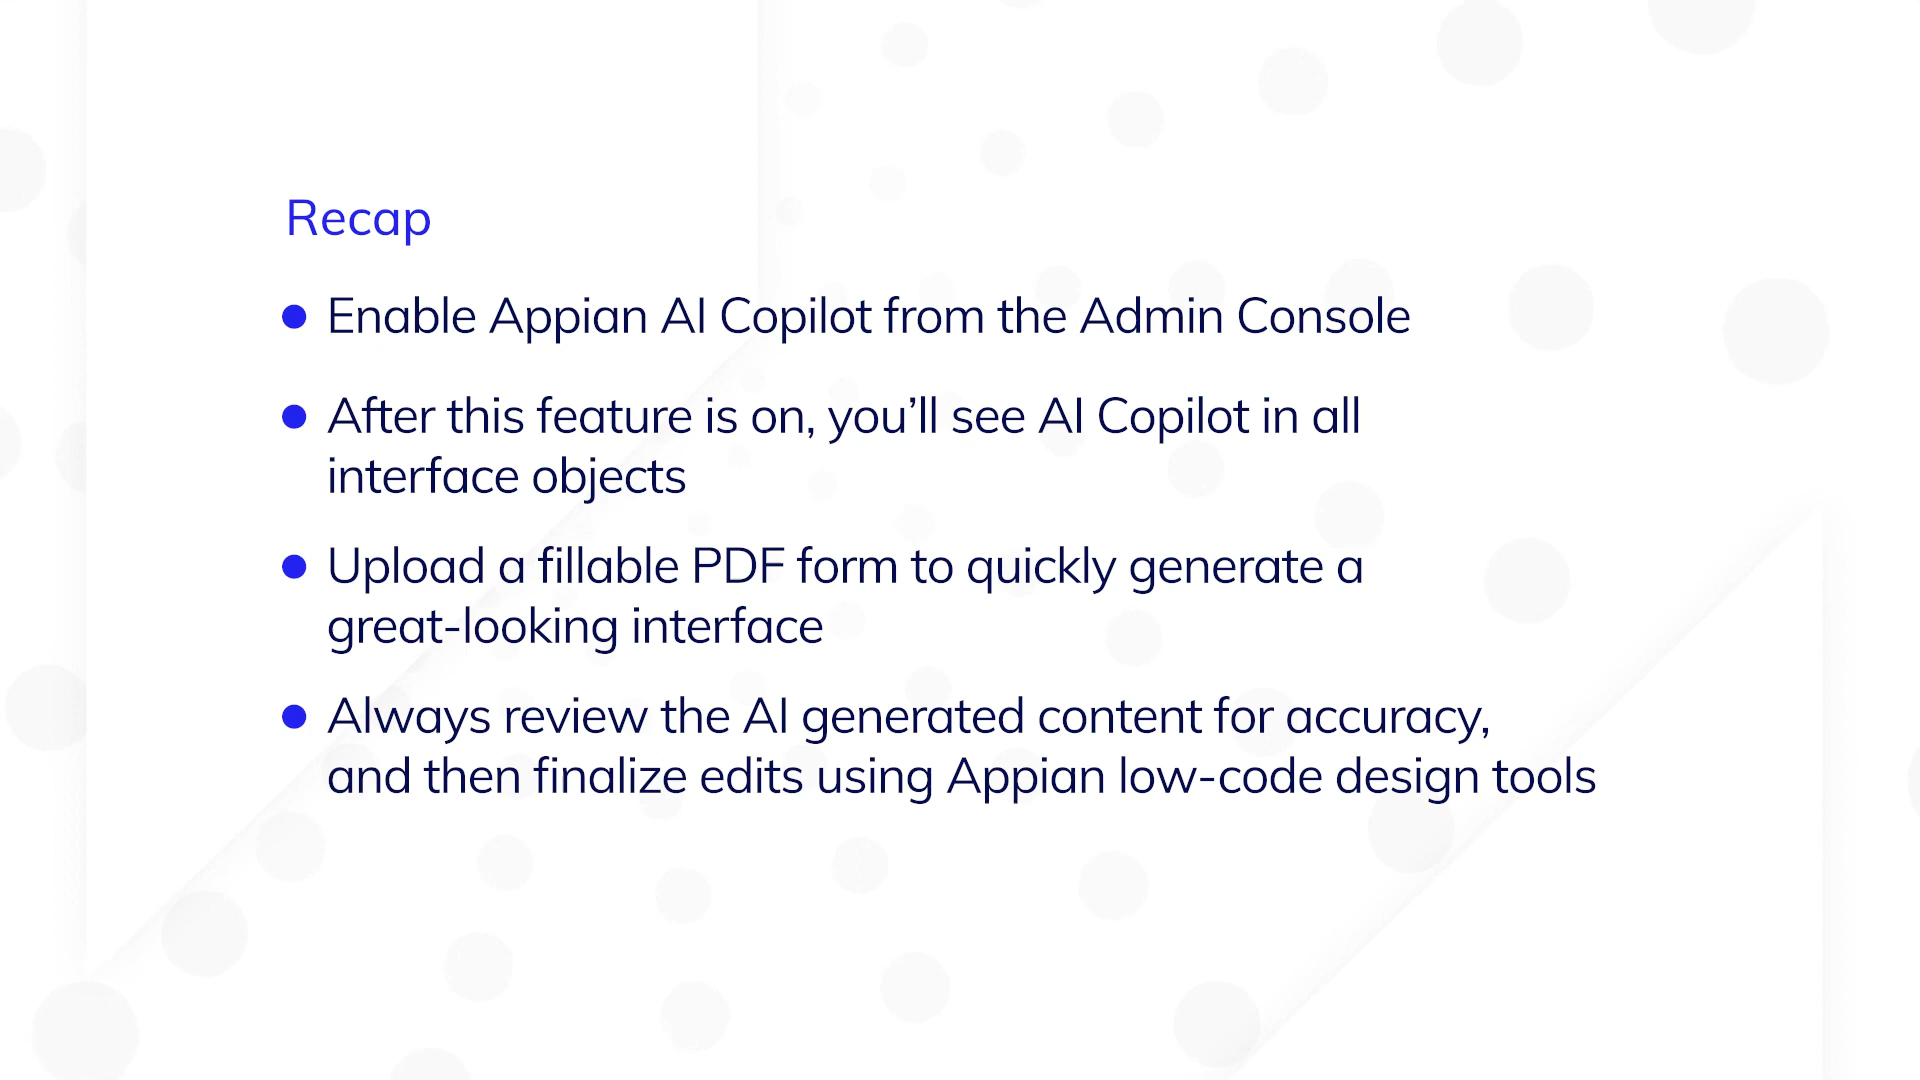 Recap
Enable Appian AI Copilot from the Admin Console
After this feature is on, you’ll see AI Copilot in all
interface objects
Upload a fillable PDF form to quickly generate a
great-looking interface
Always review the AI generated content for accuracy,
and then finalize edits using Appian low-code design tools